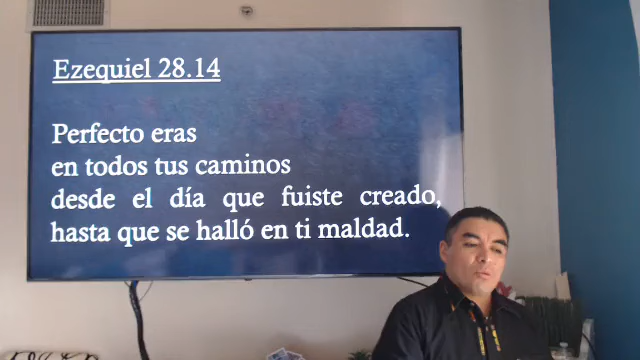 Ezequiel 28.14
Perfecto eras
en todos tus caminos
desde el día que fuiste creado,
hasta que se halló en ti maldad.